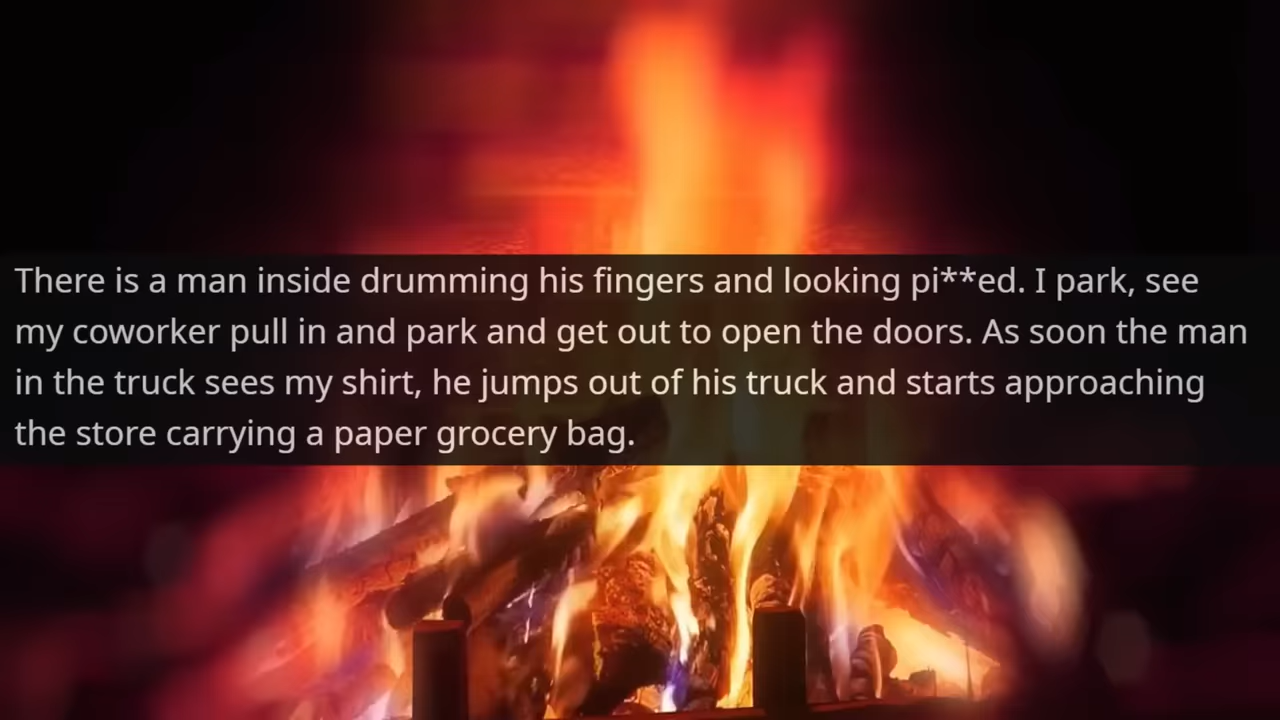 There is a man inside drumming his fingers and looking pi**ed. I park, see
my coworker pull in and park and get out to open the doors. As soon the man
in the truck sees my shirt, he jumps out of his truck and starts approaching
the store carrying a paper grocery bag.